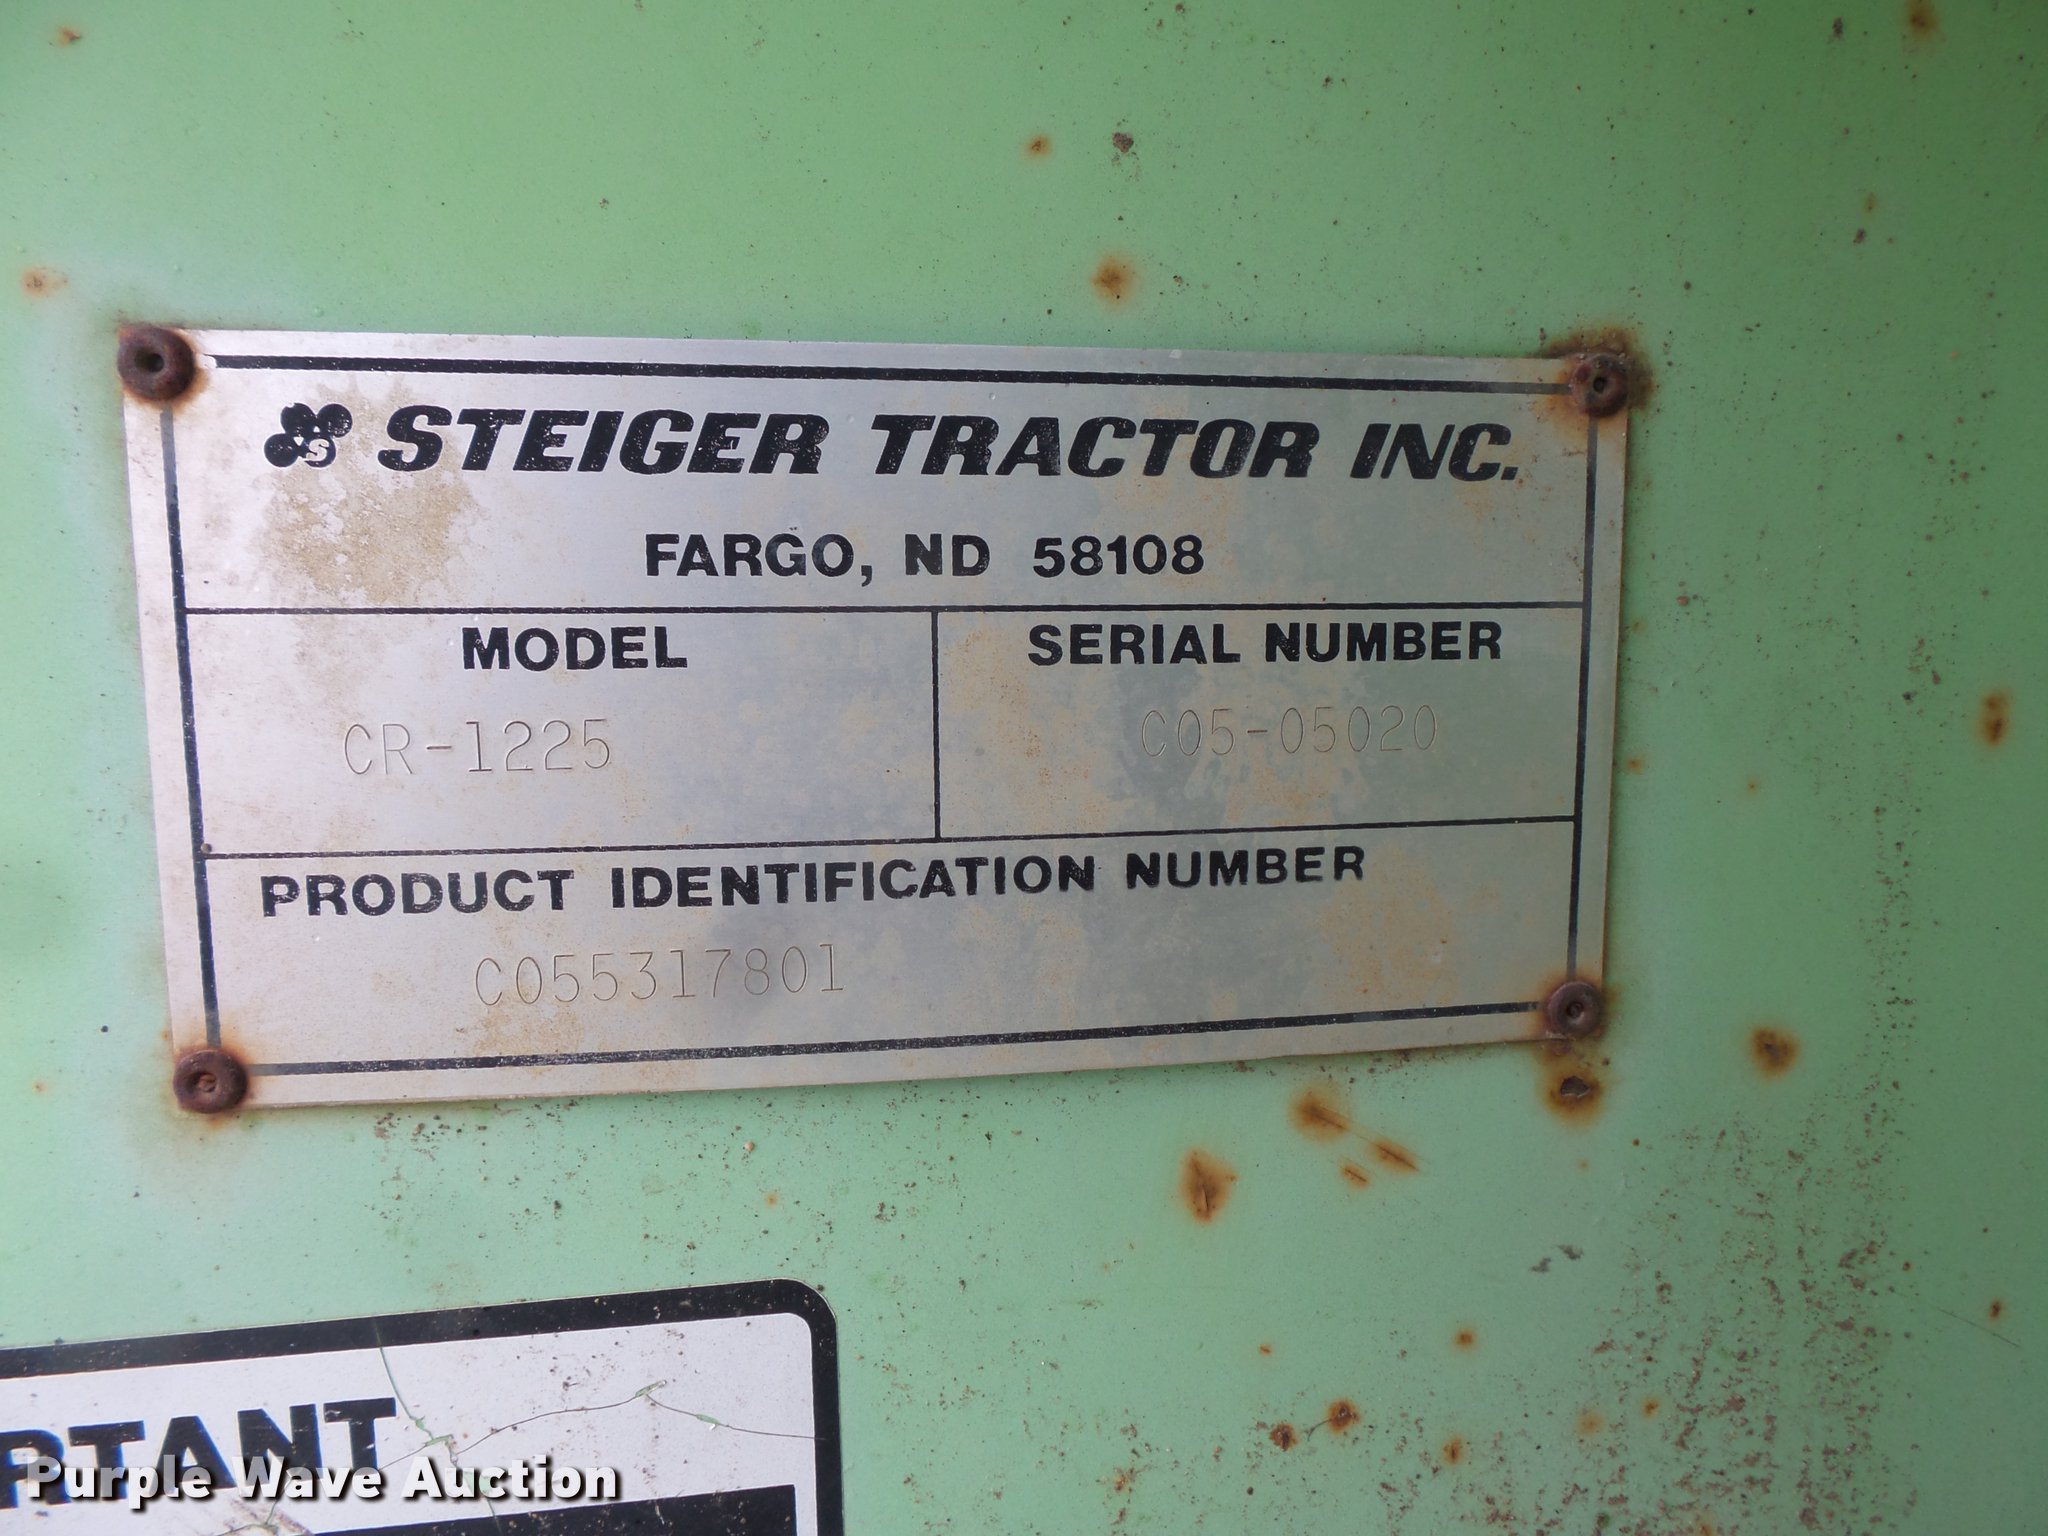 S STEIGER TRACTOR INC.
FARGO, ND 58108
MODEL
SERIAL NUMBER
CR-1225
C05-05020
PRODUCT IDENTIFICATION NUMBER
C055317801
RTANT
Purple Wave Auction